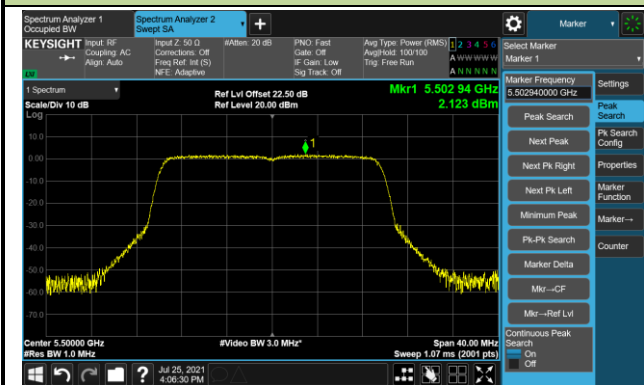 Spectrum Analyzer 1
Occupied BW
Spectrum Analyzer 2
Swept SA
Marker
KEYSIGHT
Input: RF
Coupling: AC
Align: Auto
Input Z: 50 Ω
Corrections: Off
Freq Ref: Int (S)
NFE: Adaptive
#Atten: 20 dB
PNO: Fast
Gate: Off
IF Gain: Low
Sig Track: Off
Avg Type: Power (RMS)
Avg|Hold: 100/100
Trig: Free Run
1 2 3 4 5 6
A W W W W W
A N N N N N
Select Marker
Marker 1
1 Spectrum
Scale/Div 10 dB
Log
Ref Lvl Offset 22.50 dB
Ref Level 20.00 dBm
Mkr1 5.502 94 GHz
2.123 dBm
10.0
0.00
-10.0
-20.0
-30.0
-40.0
-50.0
-60.0
-70.0
1
Center 5.50000 GHz
#Res BW 1.0 MHz
#Video BW 3.0 MHz*
Span 40.00 MHz
Sweep 1.07 ms (2001 pts)
Marker Frequency
5.502940000 GHz
Peak Search
Next Peak
Next Pk Right
Next Pk Left
Minimum Peak
Pk-Pk Search
Marker Delta
Mkr→CF
Mkr→Ref Lvl
Continuous Peak
Search
On
Off
Settings
Peak
Search
Pk Search
Config
Properties
Marker
Function
Marker→
Counter
?
Jul 25, 2021
4:06:30 PM